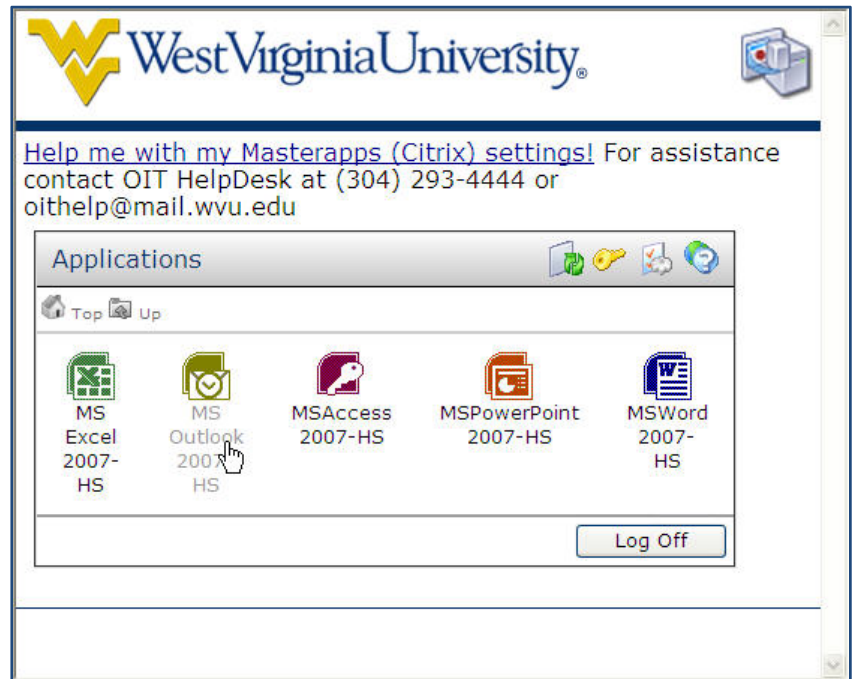 WestVirginiaUniversity®
Help me with my Masterapps (Citrix) settings! For assistance
contact OIT HelpDesk at (304) 293-4444 or
oithelp@mail.wvu.edu
Applications
Top Up
MS Excel 2007-HS
MS Outlook 2007-HS
MSAccess 2007-HS
MSPowerPoint 2007-HS
MSWord 2007-HS
Log Off